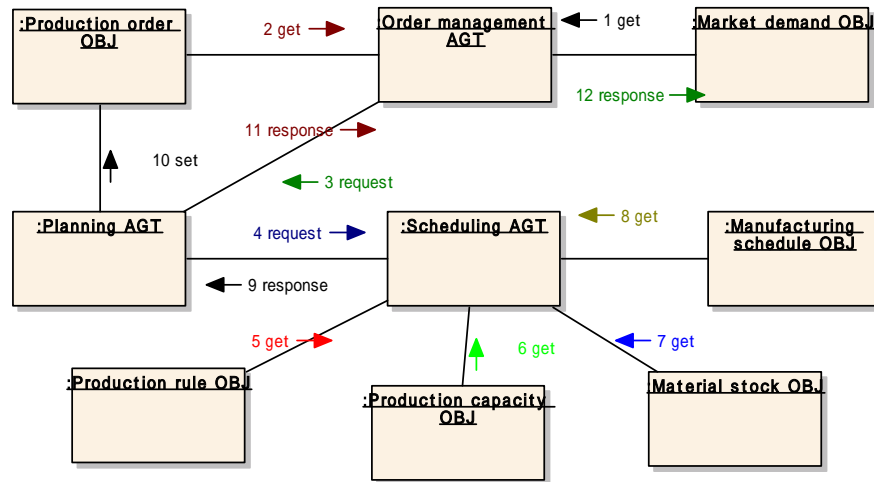 :Production order
OBJ
2 get
:Order management
AGT
1 get
:Market demand OBJ
12 response
11 response
10 set
3 request
:Planning AGT
4 request
:Scheduling AGT
8 get
:Manufacturing
schedule OBJ
9 response
5 get
6 get
7 get
:Production rule OBJ
:Production capacity
OBJ
:Material stock OBJ